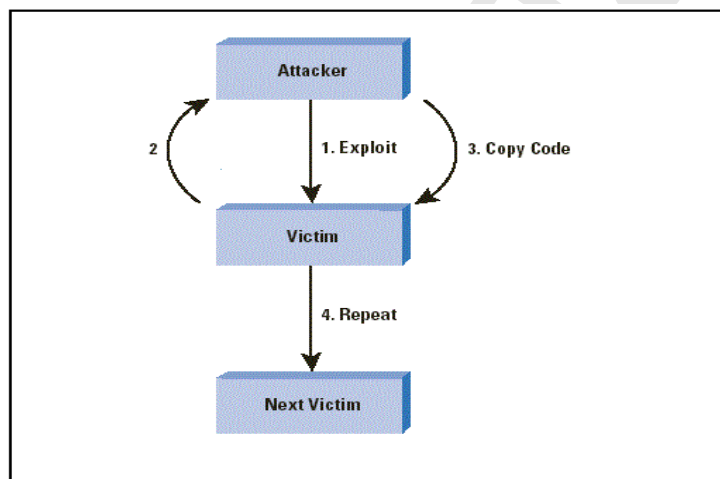 Attacker
2
1. Exploit
3. Copy Code
Victim
4. Repeat
Next Victim